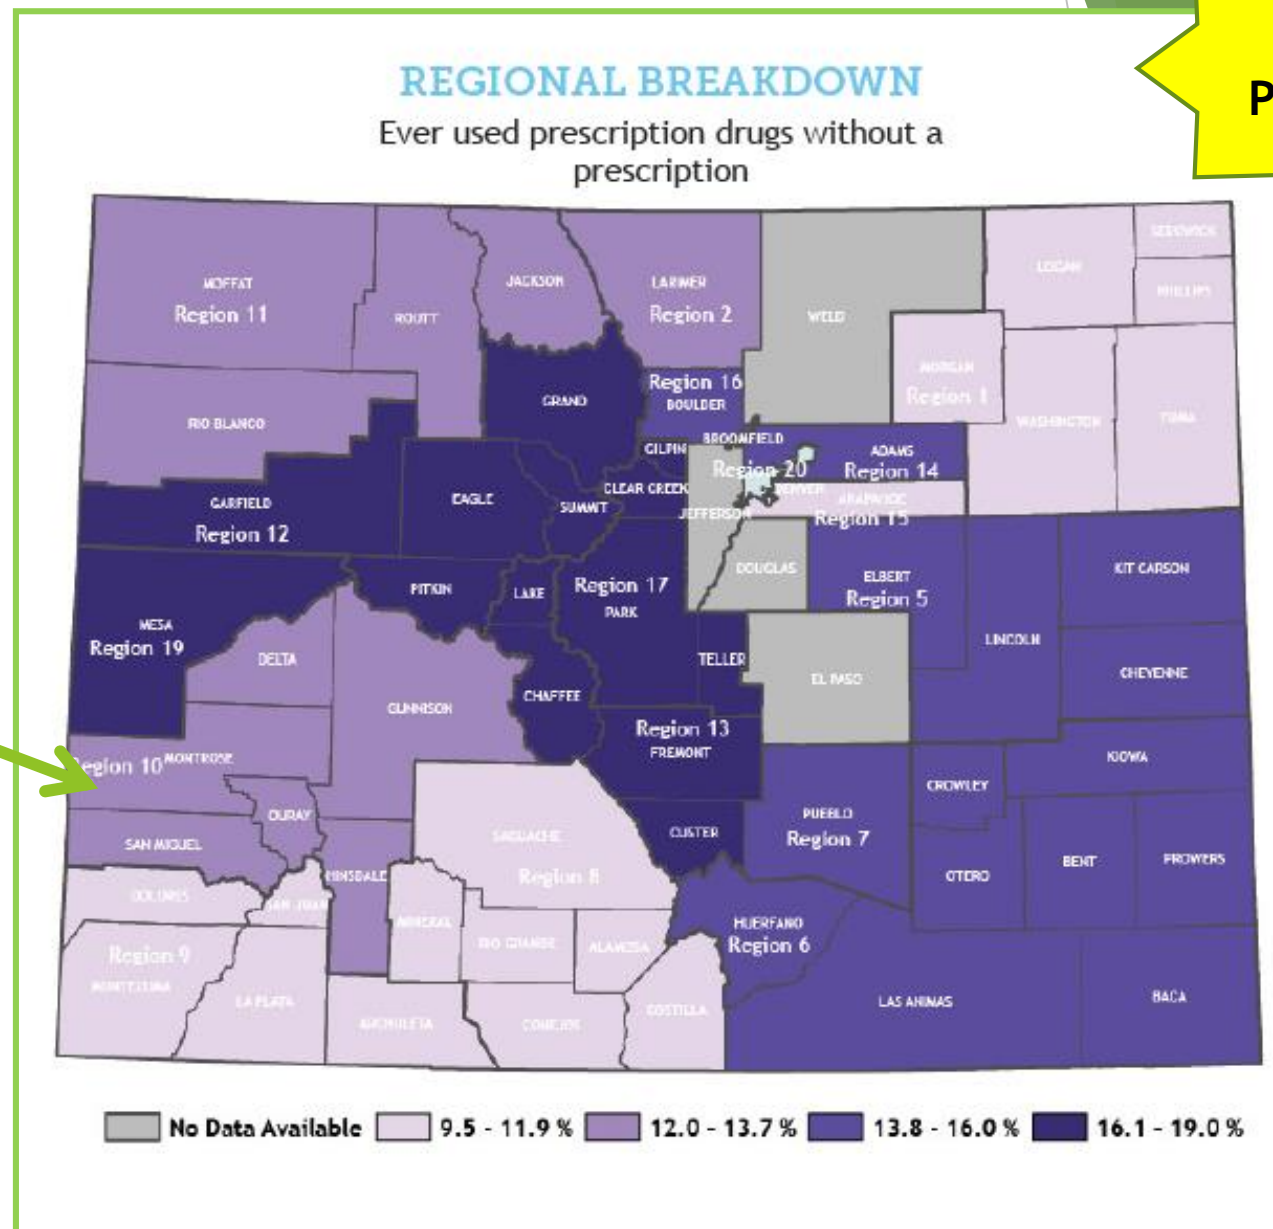 P
REGIONAL BREAKDOWN
Ever used prescription drugs without a
prescription
SEDGWICK
LOGAN
PHILLIPS
MOFFAT
Region 11
ROUTT
JACKSON
LARIMER
Region 2
WELD
MORGAN
Region 1
WASHINGTON
YUMA
Region 16
BOULDER
GRAND
RIO BLANCO
GILPIN
BROOMFIELD
Region 20
ADAMS
Region 14
CLEAR CREEK
DENVER
GARFIELD
Region 12
EAGLE
SUMMIT
JEFFERSON
ARAPAHOE
Region 15
DOUGLAS
ELBERT
Region 5
KIT CARSON
PITKIN
LAKE
Region 17
PARK
MESA
Region 19
DELTA
TELLER
EL PASO
LINCOLN
CHEYENNE
CHAFFEE
GUNNISON
Region 13
FREMONT
Region 10
MONTROSE
KIOWA
CROWLEY
OURAY
PUEBLO
Region 7
CUSTER
SAN MIGUEL
SAGUACHE
Region 8
HINSDALE
OTERO
BENT
PROWERS
DOLORES
SAN JUAN
MINERAL
RIO GRANDE
ALAMOSA
HUERFANO
Region 6
Region 9
MONTEZUMA
LA PLATA
ARCHULETA
CONEJOS
COSTILLA
LAS ANIMAS
BACA
No Data Available 9.5 - 11.9 % 12.0 - 13.7 % 13.8 - 16.0 % 16.1 - 19.0 %